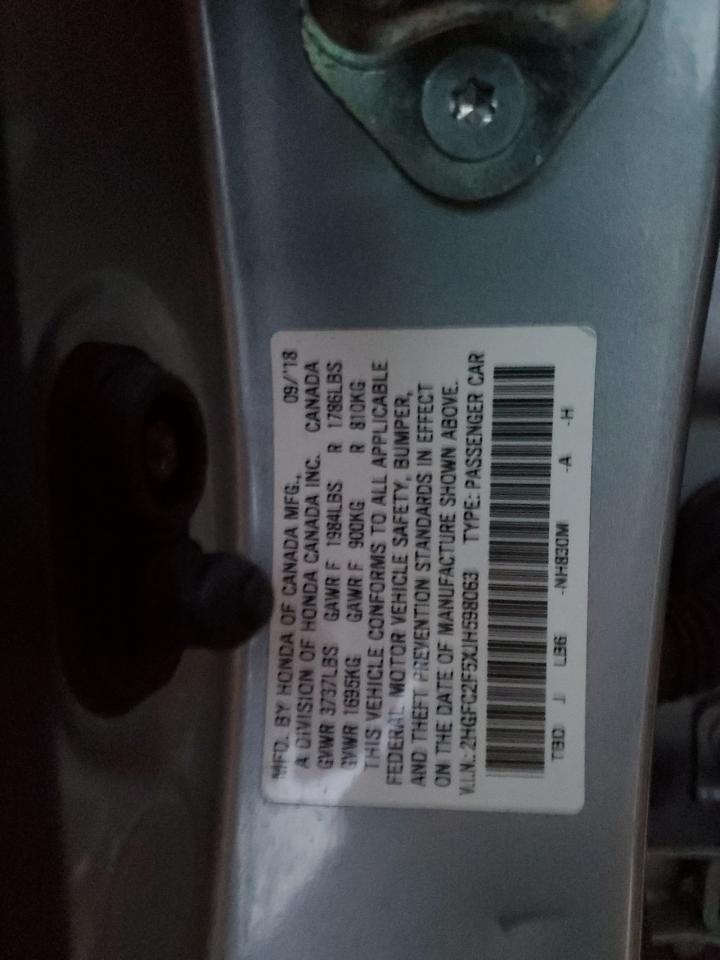 MFD. BY HONDA OF CANADA MFG., 09/'18
A DIVISION OF HONDA CANADA INC. CANADA
GVWR 3737LBS GAWR F 1984LBS R 1786LBS
GVWR 1695KG GAWR F 900KG R 810KG
THIS VEHICLE CONFORMS TO ALL APPLICABLE
FEDERAL MOTOR VEHICLE SAFETY, BUMPER,
AND THEFT PREVENTION STANDARDS IN EFFECT
ON THE DATE OF MANUFACTURE SHOWN ABOVE.
V.I.N.: 2HGFC2F5XJH598063 TYPE: PASSENGER CAR
J -NH830M -A -H